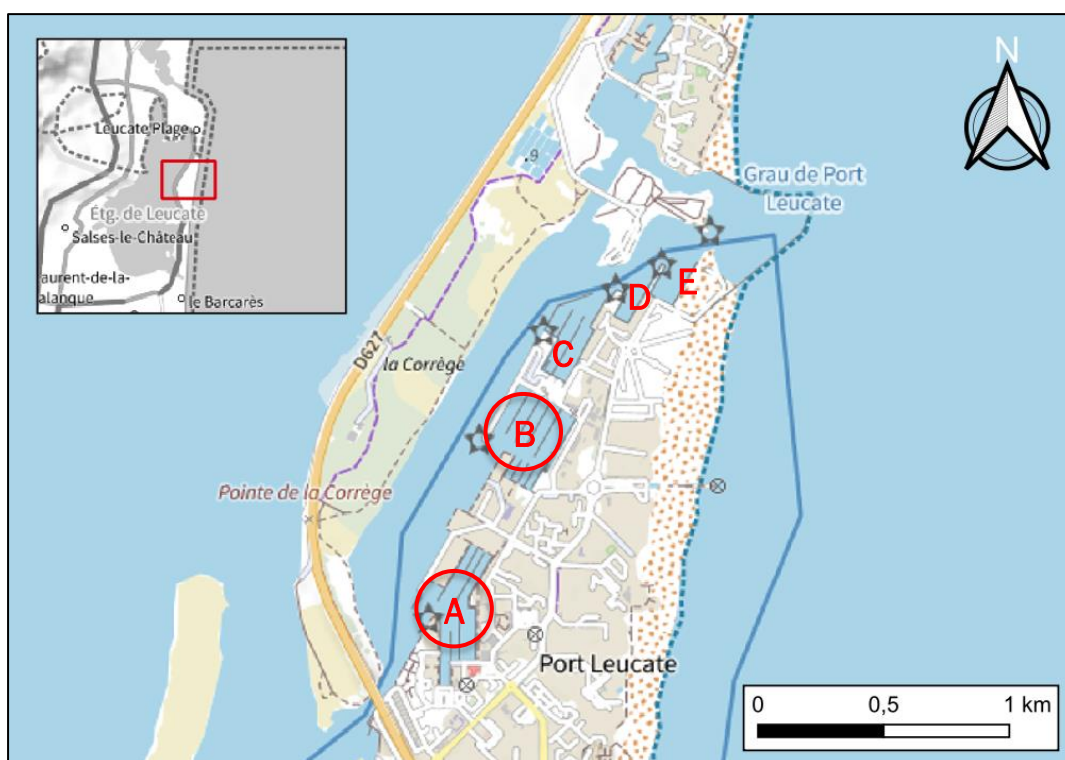 Leucate Plage
Étg. de Leucate
Salses-le-Château
aurent-de-la-
alanque
le Barcarès
N
9
Grau de Port
Leucate
D627
la Corrège
E
D
C
B
Pointe de la Corrège
A
Port Leucate
0 0,5 1 km